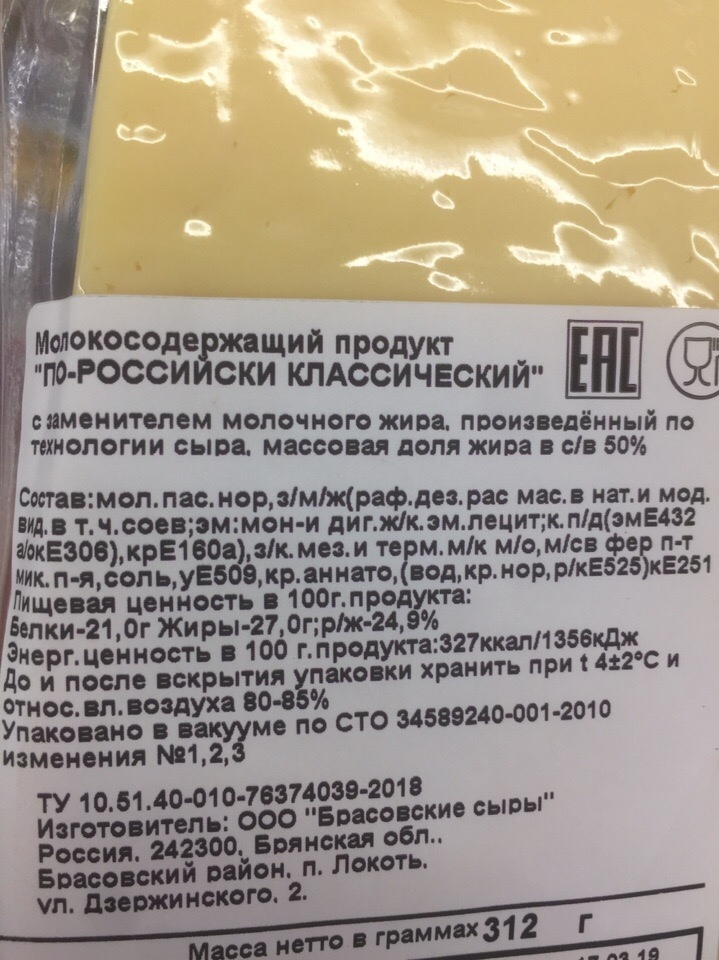 Молокосодержащий продукт
"ПО-РОССИЙСКИ КЛАССИЧЕСКИЙ"
ЕАС
с заменителем молочного жира, произведённый по
технологии сыра, массовая доля жира в с/в 50%
Состав:мол.пас.нор,з/м/ж(раф.дез.рас мас.в нат.и мод.
вид.в т.ч.соев;эм:мон-и диг.ж/к.эм.лецит;к.п/д(эмЕ432
а/окЕ306),крЕ160а),з/к.мез.и терм.м/к м/о,м/св фер п-т
мик.п-я,соль,уЕ509,кр.аннато,(вод,кр.нор,р/кЕ525)кЕ251
Пищевая ценность в 100г.продукта:
Белки-21,0г Жиры-27,0г;р/ж-24,9%
Энерг.ценность в 100 г.продукта:327ккал/1356кДж
До и после вскрытия упаковки хранить при t 4±2°С и
относ.вл.воздуха 80-85%
Упаковано в вакууме по СТО 34589240-001-2010
изменения №1,2,3
ТУ 10.51.40-010-76374039-2018
Изготовитель: ООО "Брасовские сыры"
Россия, 242300, Брянская обл.,
Брасовский район, п. Локоть,
ул. Дзержинского, 2.
Масса нетто в граммах 312 г